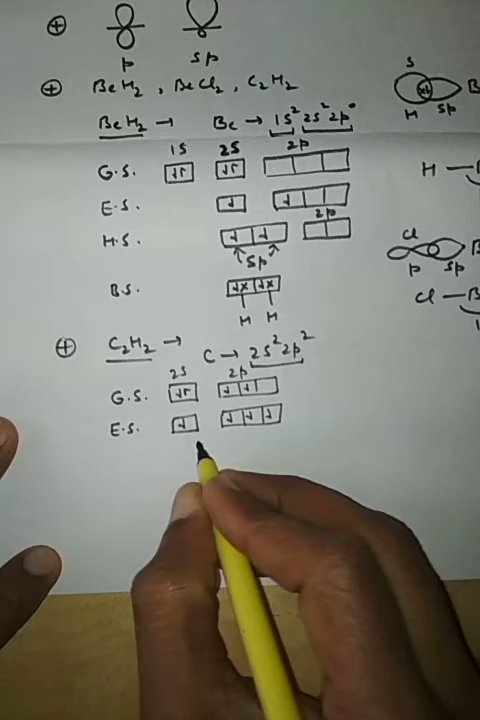 ⊕ p sp
⊕ BeH₂, BeCl₂, C₂H₂
BeH₂ → Be → 1s² 2s² 2p⁰
1s 2s 2p
G.S.
E.S.
2p
H.S.
sp
B.S.
H H
⊕ C₂H₂ →
C → 2s² 2p²
2s 2p
G.S.
E.S.
s
H sp B
H — B
Cl
p sp B
Cl — B